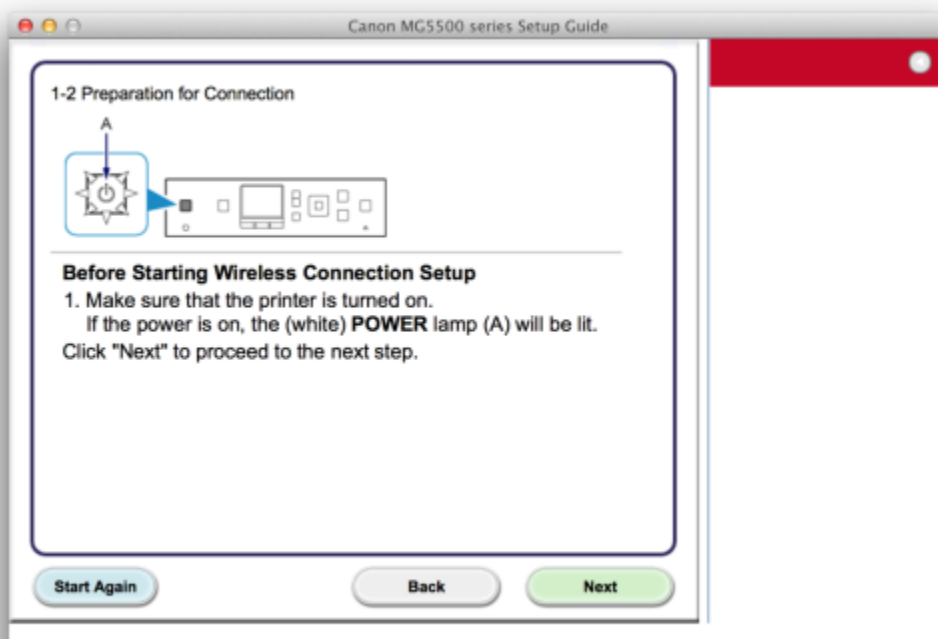 Canon MG5500 series Setup Guide
1-2 Preparation for Connection
A
Before Starting Wireless Connection Setup
1. Make sure that the printer is turned on.
If the power is on, the (white) POWER lamp (A) will be lit.
Click "Next" to proceed to the next step.
Start Again
Back
Next